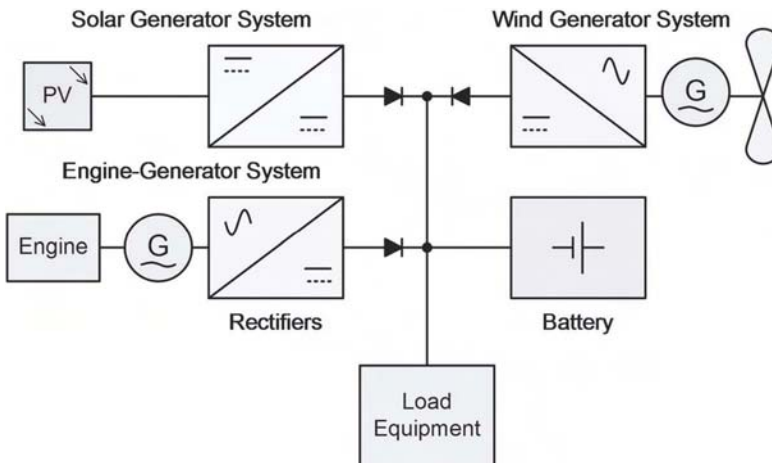 Solar Generator System
Wind Generator System
PV
G
Engine-Generator System
Engine
G
Rectifiers
Battery
Load
Equipment